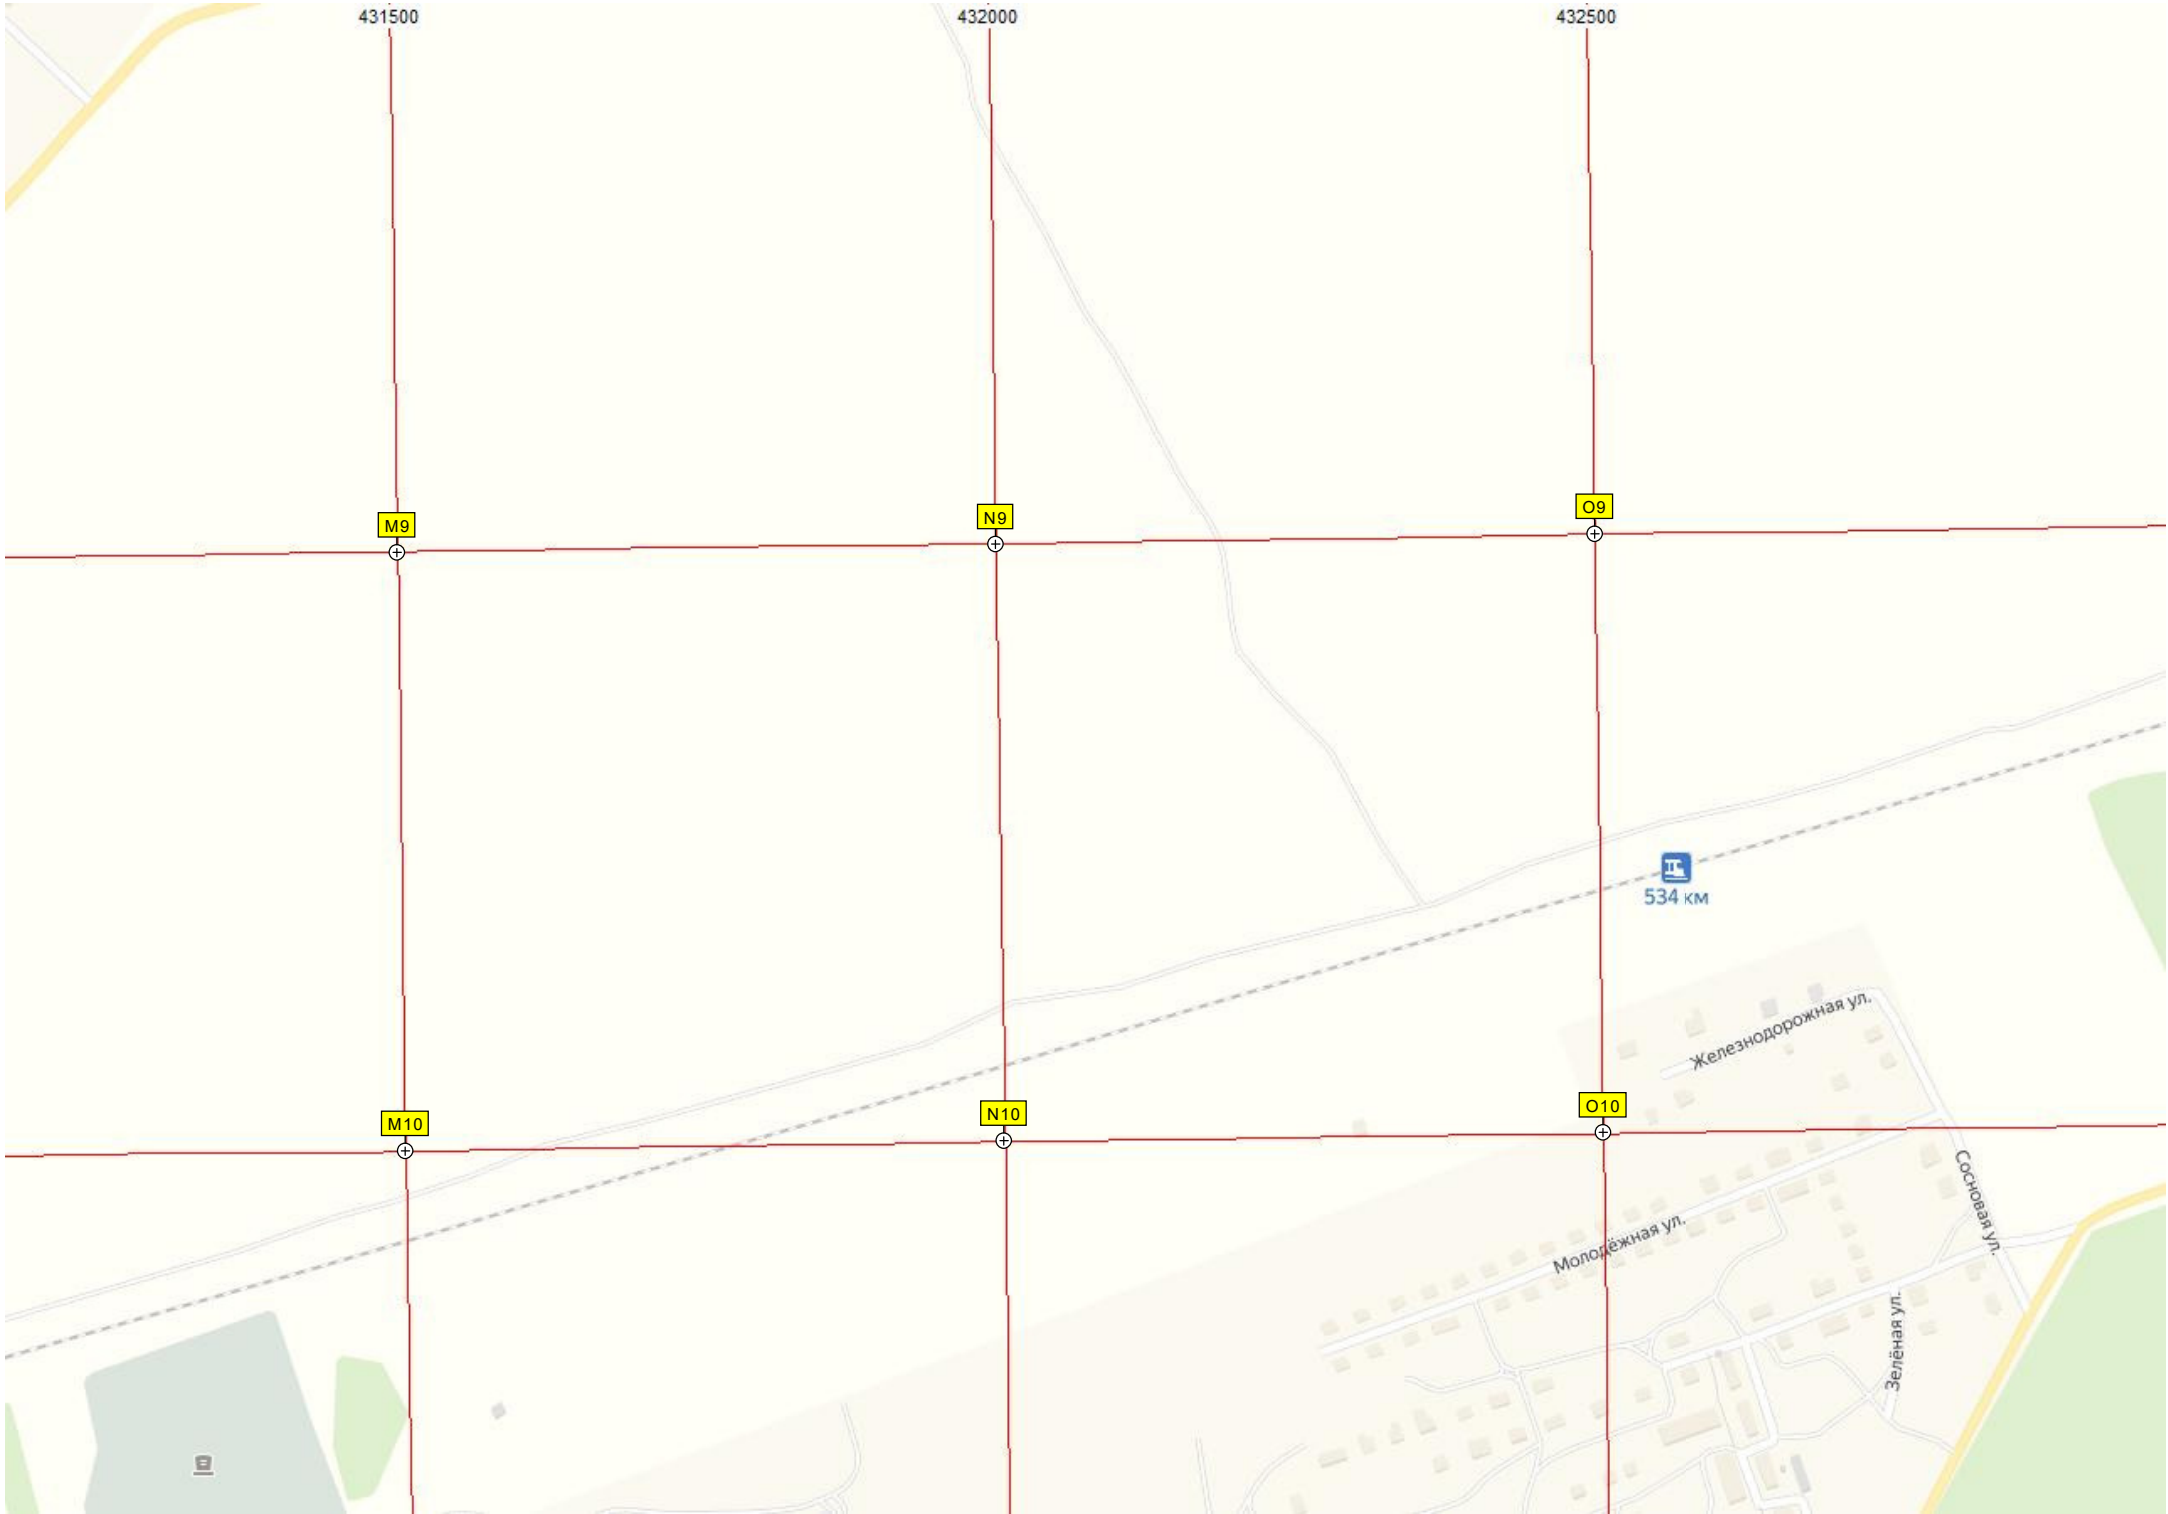 431500
432000
432500
M9
N9
O9
534 км
Железнодорожная ул.
M10
N10
O10
Сосновая ул.
Молодёжная ул.
Зелёная ул.